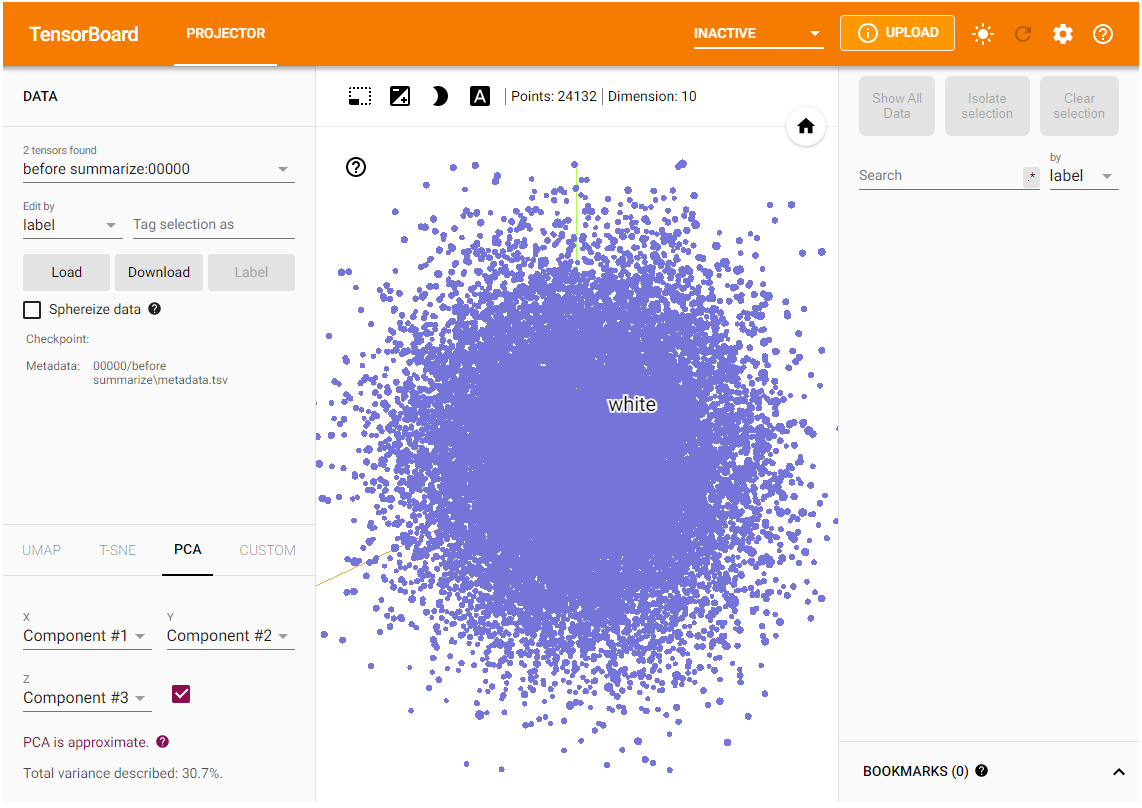 TensorBoard
PROJECTOR
INACTIVE
UPLOAD
DATA
2 tensors found
before summarize:00000
Edit by
label
Tag selection as
Load
Download
Label
Sphereize data
Checkpoint:
Metadata: 00000/before
summarize\metadata.tsv
UMAP
T-SNE
PCA
CUSTOM
X
Component #1
Y
Component #2
Z
Component #3
PCA is approximate.
Total variance described: 30.7%.
A
Points: 24132
Dimension: 10
white
Show All
Data
Isolate
selection
Clear
selection
Search
.*
by
label
BOOKMARKS (0)